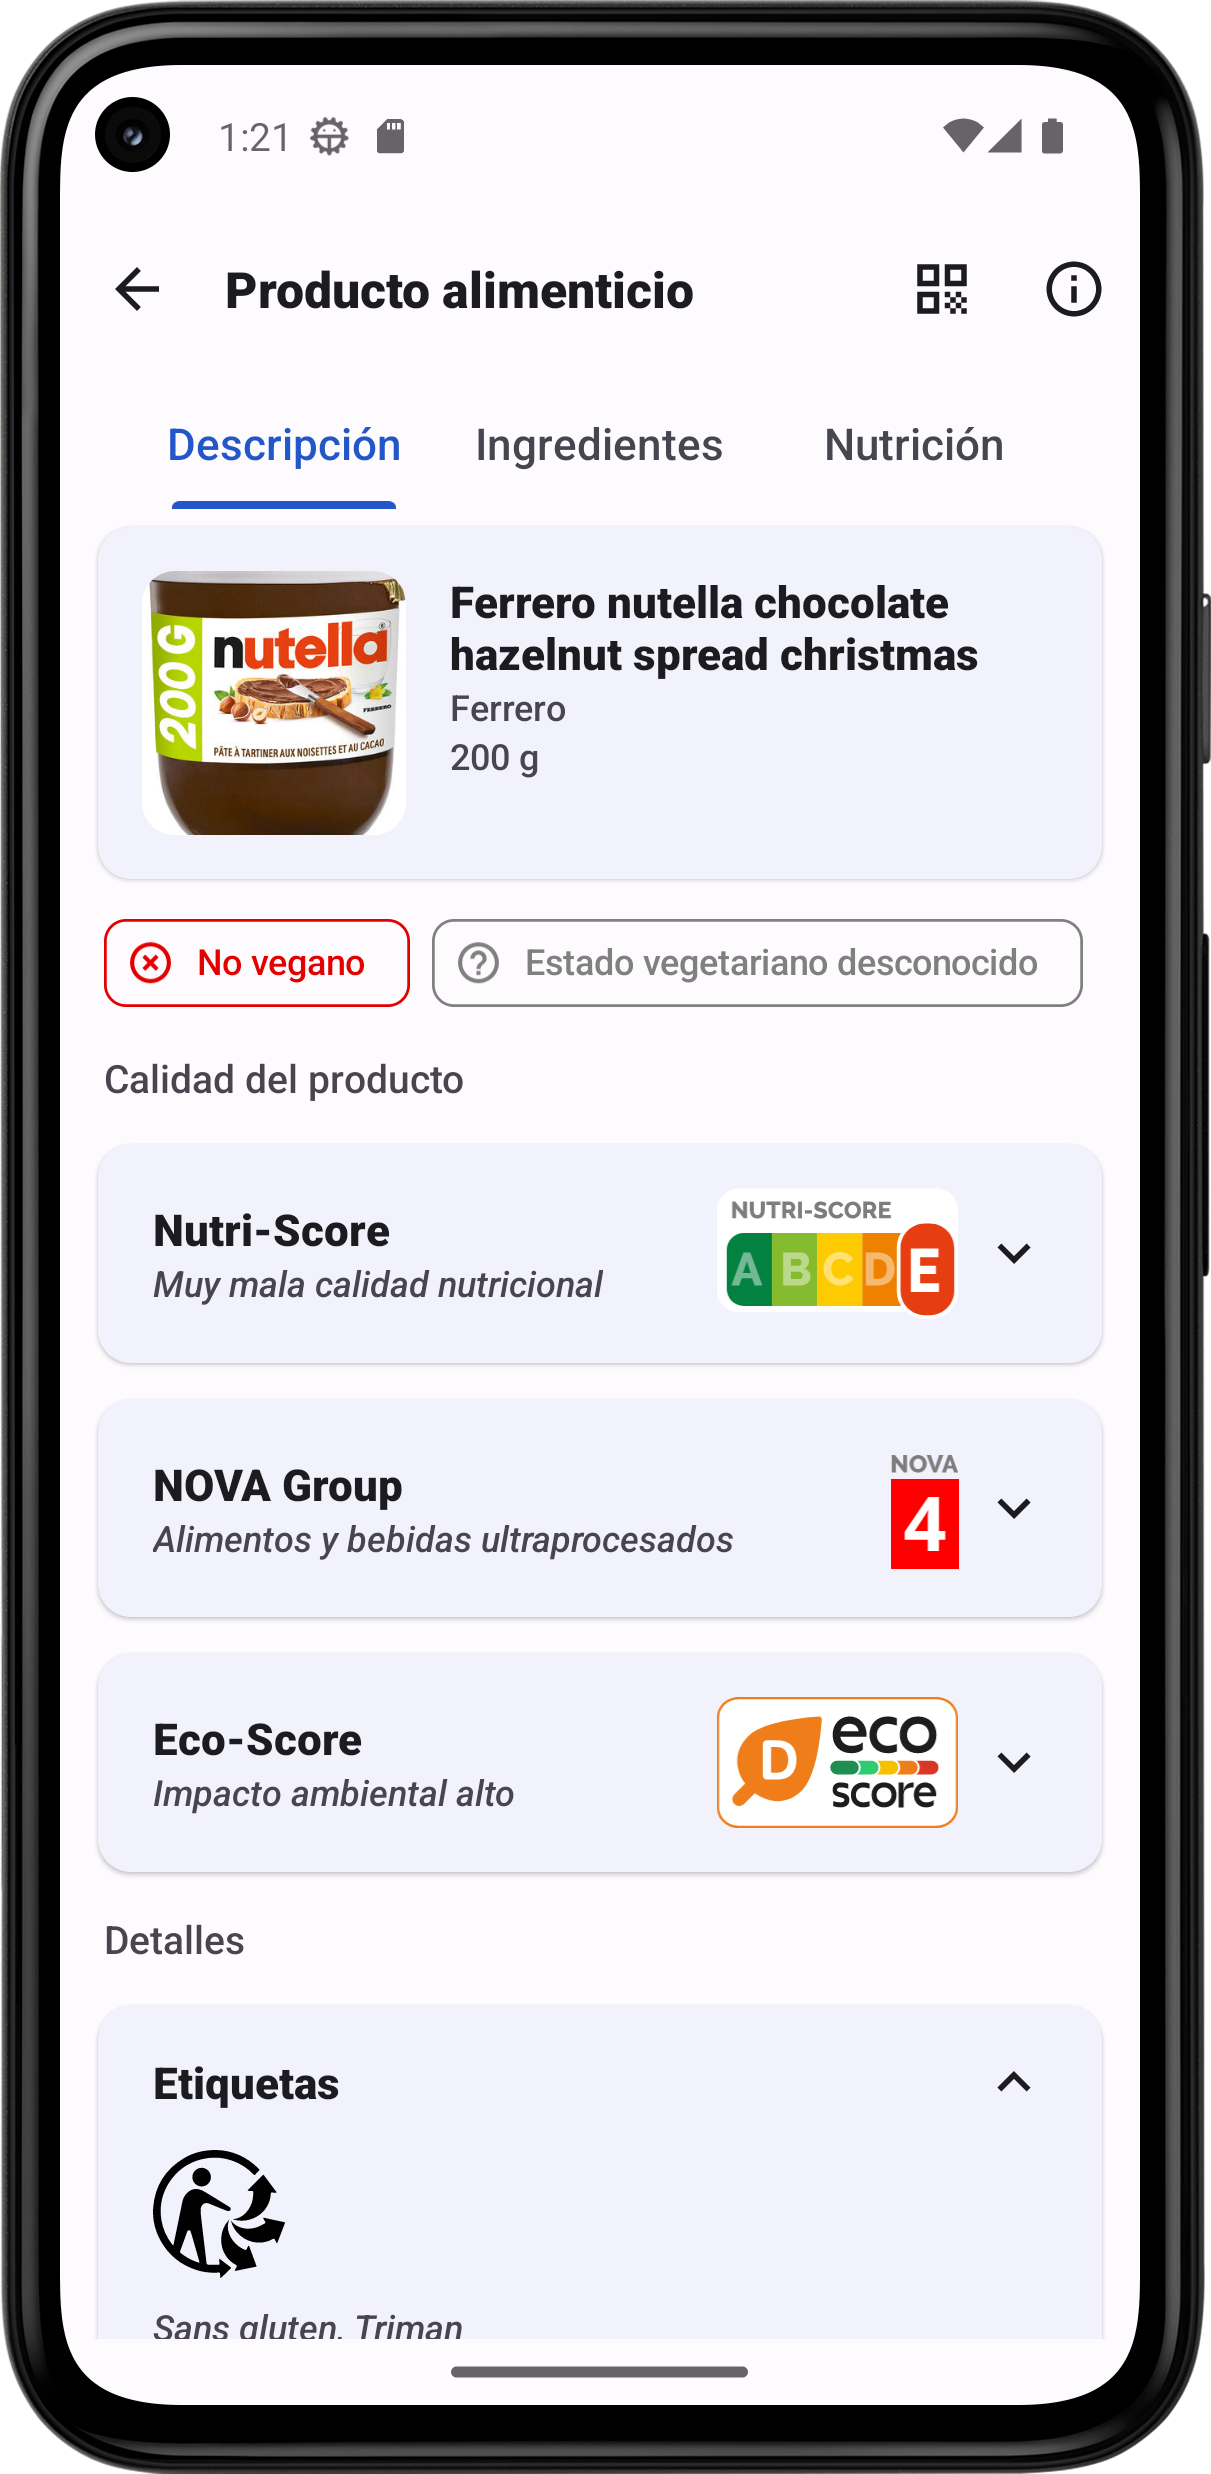 1:21
Producto alimenticio
Descripción Ingredientes Nutrición
200 G
nutella
FERRERO
PÂTE À TARTINER AUX NOISETTES ET AU CACAO
Ferrero nutella chocolate
hazelnut spread christmas
Ferrero
200 g
No vegano
Estado vegetariano desconocido
Calidad del producto
Nutri-Score
Muy mala calidad nutricional
NUTRI-SCORE
A B C D E
NOVA Group
Alimentos y bebidas ultraprocesados
NOVA
4
Eco-Score
Impacto ambiental alto
D
eco
score
Detalles
Etiquetas
Sans gluten, Triman